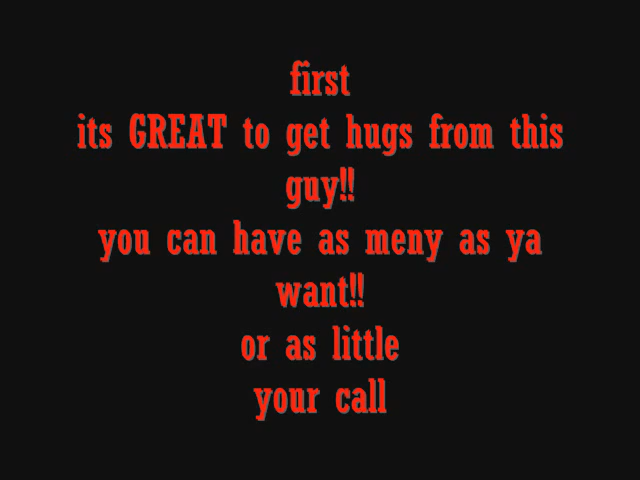 first
its GREAT to get hugs from this
guy!!
you can have as meny as ya
want!!
or as little
your call